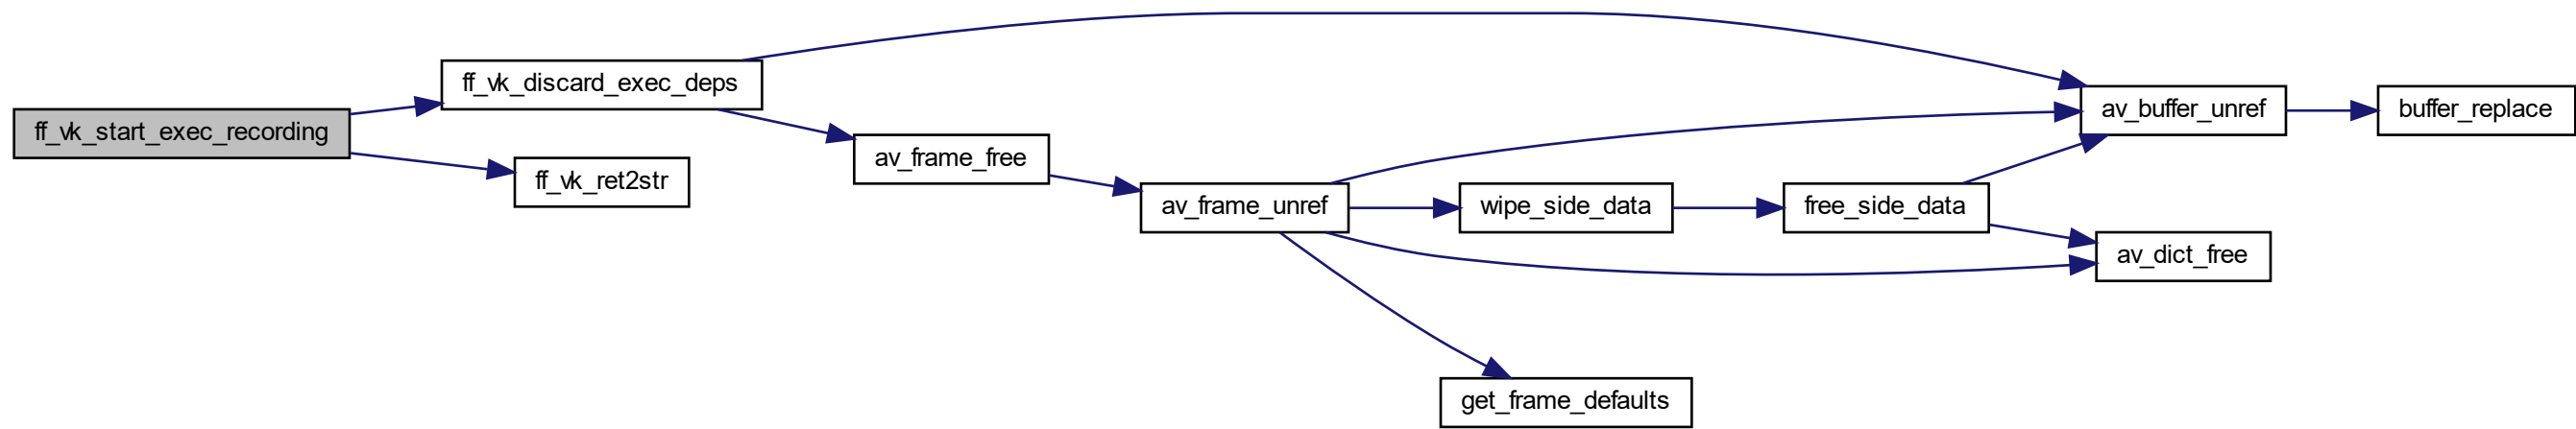 ff_vk_start_exec_recording
ff_vk_discard_exec_deps
ff_vk_ret2str
av_frame_free
av_frame_unref
wipe_side_data
get_frame_defaults
free_side_data
av_buffer_unref
av_dict_free
buffer_replace